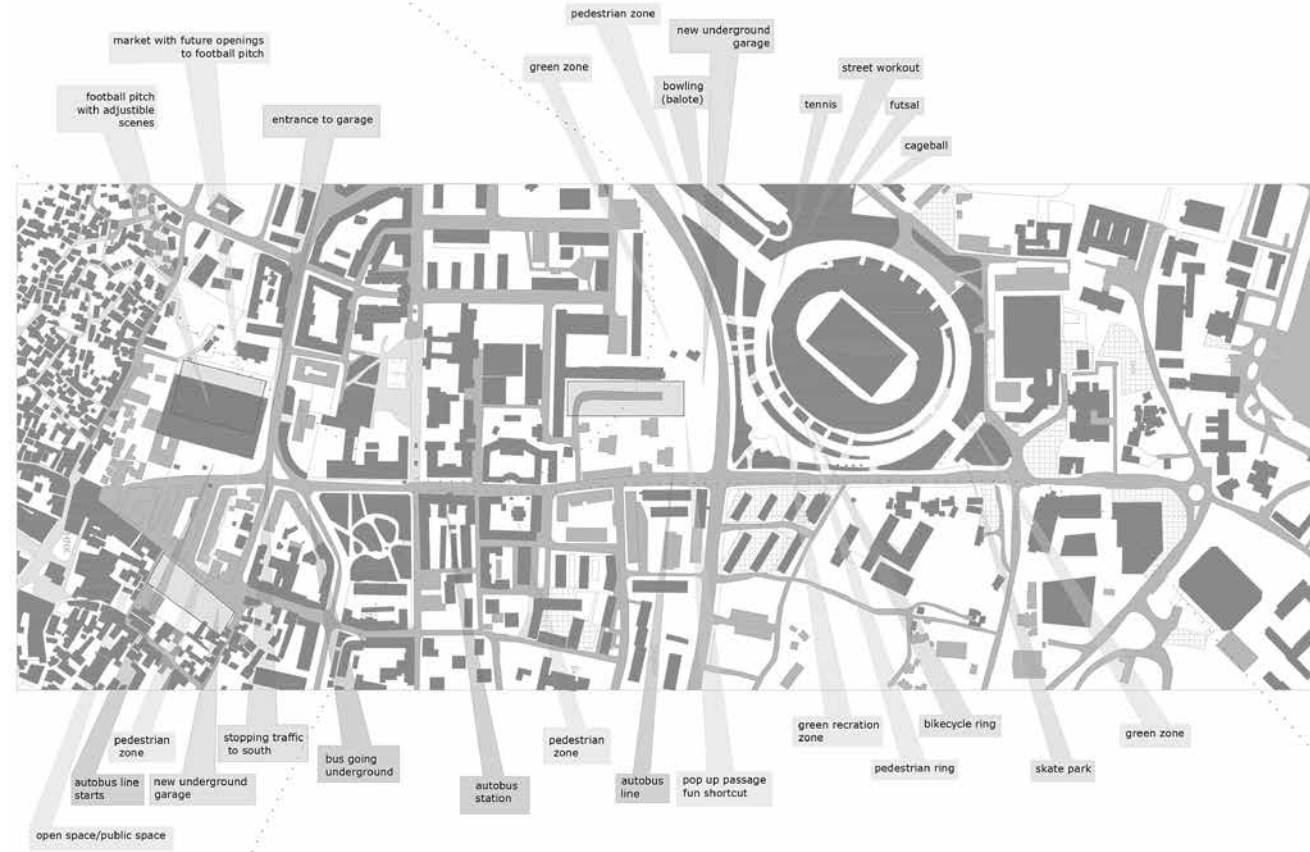 pedestrian zone
market with future openings
to football pitch
new underground
garage
green zone
street workout
bowling
(balote)
football pitch
with adjustible
scenes
tennis
futsal
entrance to garage
cageball
pedestrian
zone
stopping traffic
to south
bus going
underground
pedestrian
zone
green recration
zone
bikecycle ring
green zone
autobus line
starts
new underground
garage
autobus
station
autobus
line
pop up passage
fun shortcut
pedestrian ring
skate park
open space/public space